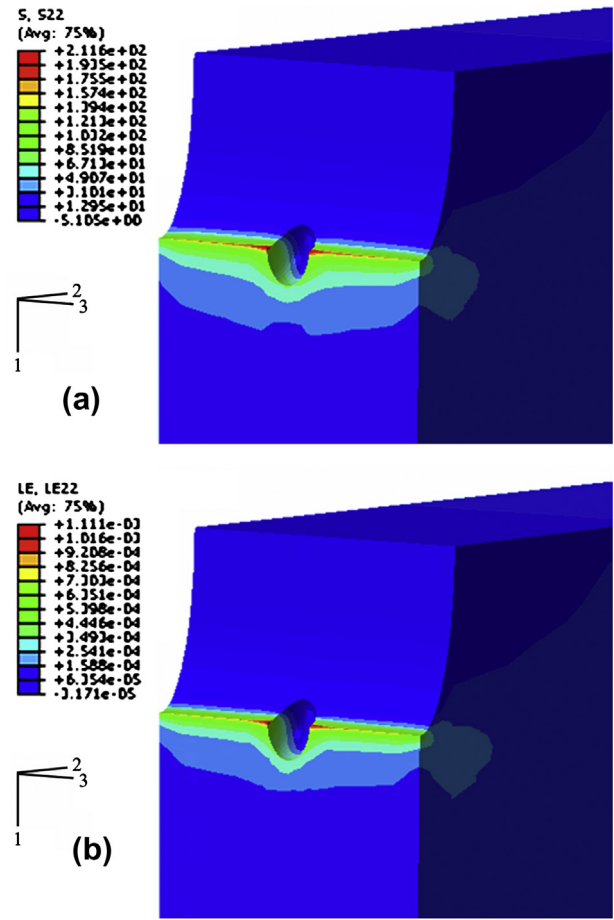 S, S22
(Avg: 75%)
+2.116e+02
+1.935e+02
+1.755e+02
+1.574e+02
+1.394e+02
+1.213e+02
+1.032e+02
+8.519e+01
+6.713e+01
+4.907e+01
+3.101e+01
+1.295e+01
-5.105e+00
2
3
1
(a)
LE, LE22
(Avg: 75%)
+1.111e-03
+1.016e-03
+9.208e-04
+8.256e-04
+7.303e-04
+6.351e-04
+5.398e-04
+4.446e-04
+3.493e-04
+2.541e-04
+1.588e-04
+6.354e-05
-3.171e-05
2
3
1
(b)